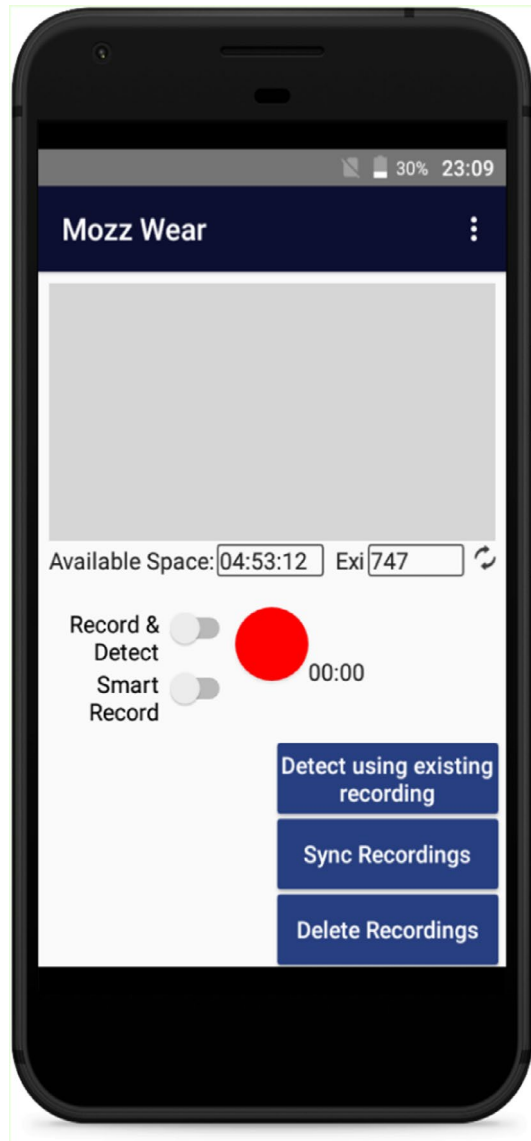 30% 23:09
Mozz Wear
Available Space: 04:53:12 Exi 747
Record &
Detect
00:00
Smart
Record
Detect using existing
recording
Sync Recordings
Delete Recordings